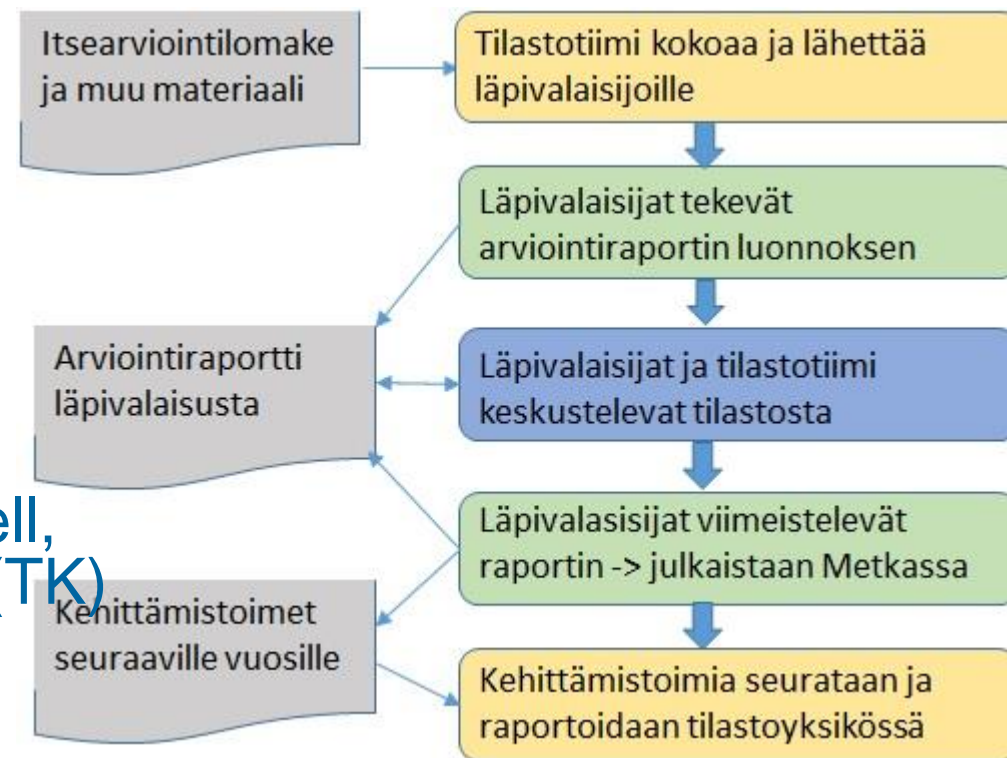 Itsearviointilomake
ja muu materiaali
Tilastotiimi kokoaa ja lähettää
läpivalaisijoille
Läpivalaisijat tekevät
arviointiraportin luonnoksen
Arviointiraportti
läpivalaisusta
Läpivalaisijat ja tilastotiimi
keskustelevat tilastosta
ell,
(TK)
Läpivalasisijat viimeistelevät
raportin -> julkaistaan Metkassa
Kehittämistoimet
seuraaville vuosille
Kehittämistoimia seurataan ja
raportoidaan tilastoyksikössä